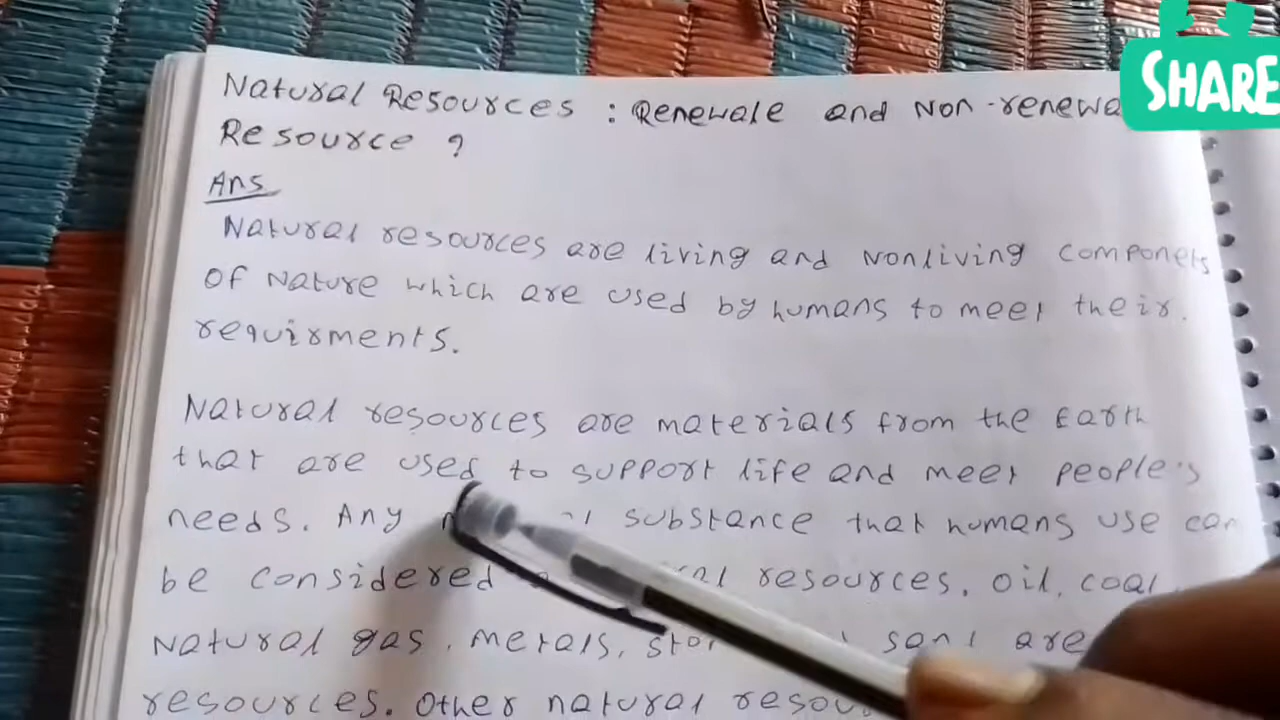 SHARE
Natural Resources : Renewale and Non-renewa
Resource ?
Ans
Natural resources are living and nonliving componets
of nature which are used by humans to meet their.
requirments.
Natural resources are materials from the Earth
that are used to support life and meet people's
needs. Any substance that humans use can
be considered resources. oil, coal,
natural gas, metals, sand are
resources. Other natural